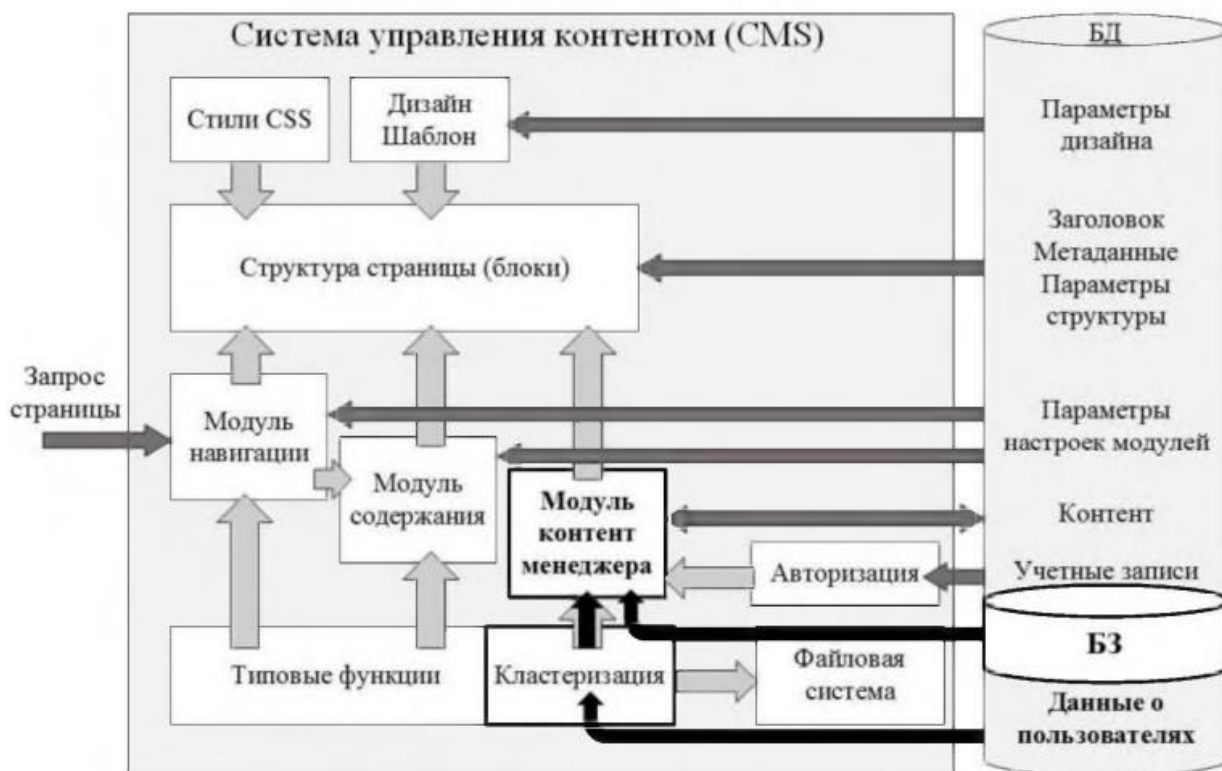 Система управления контентом (CMS)
БД
Стили CSS
Дизайн
Шаблон
Параметры
дизайна
Структура страницы (блоки)
Заголовок
Метаданные
Параметры
структуры
Запрос
страницы
Модуль
навигации
Параметры
настроек модулей
Модуль
содержания
Модуль
контент
менеджера
Контент
Авторизация
Учетные записи
Типовые функции
Кластеризация
Файловая
система
БЗ
Данные о
пользователях